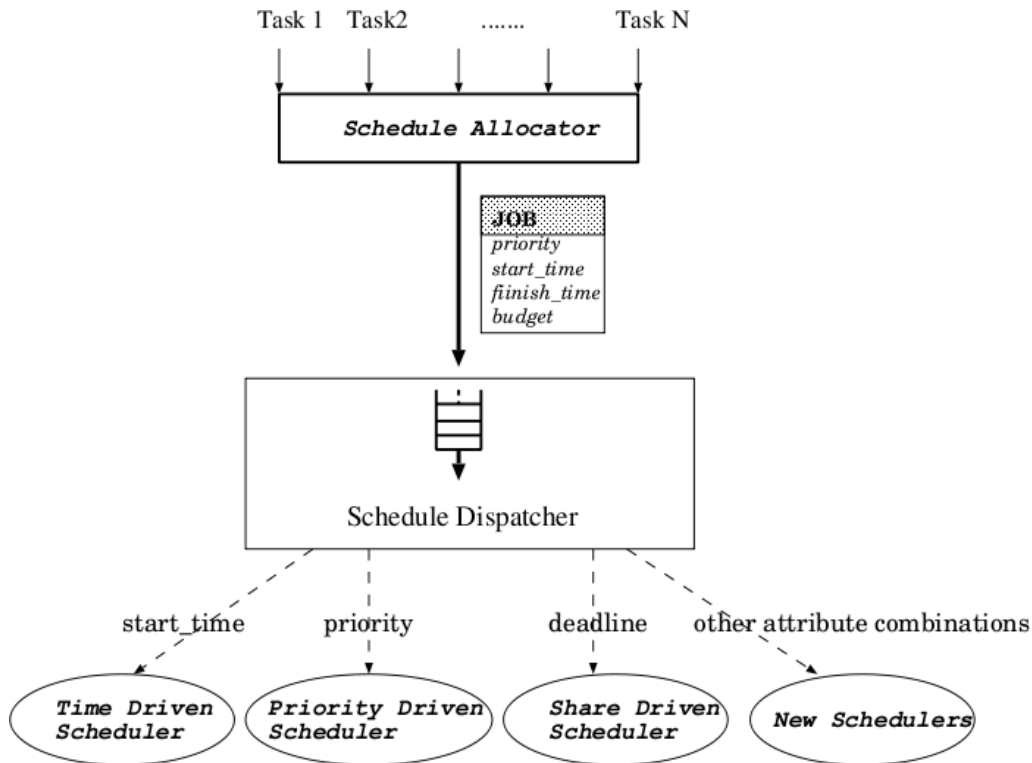 Task 1 Task2 ....... Task N
Schedule Allocator
JOB
priority
start_time
fiinish_time
budget
Schedule Dispatcher
start_time priority deadline other attribute combinations
Time Driven
Scheduler
Priority Driven
Scheduler
Share Driven
Scheduler
New Schedulers